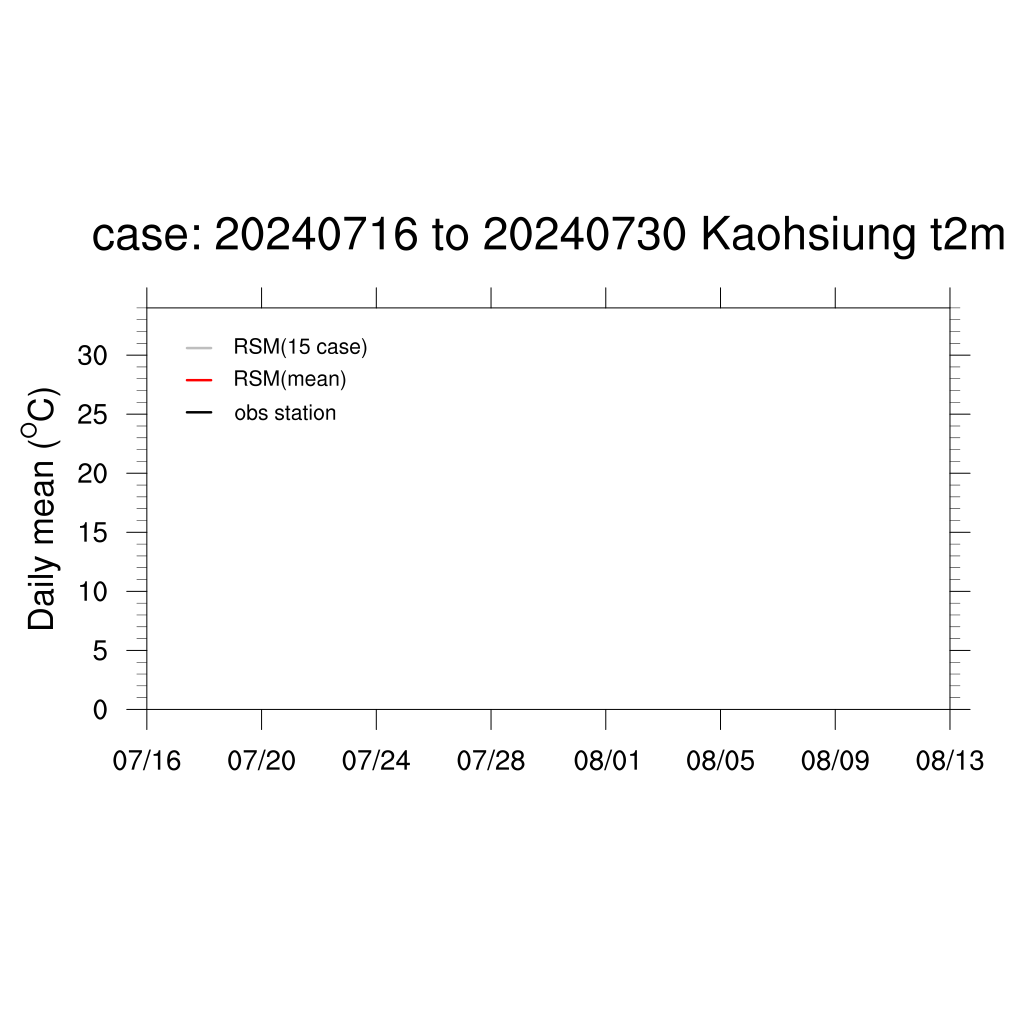 case: 20240716 to 20240730 Kaohsiung t2m
RSM(15 case)
RSM(mean)
obs station
Daily mean (°C)
30
25
20
15
10
5
0
07/16 07/20 07/24 07/28 08/01 08/05 08/09 08/13